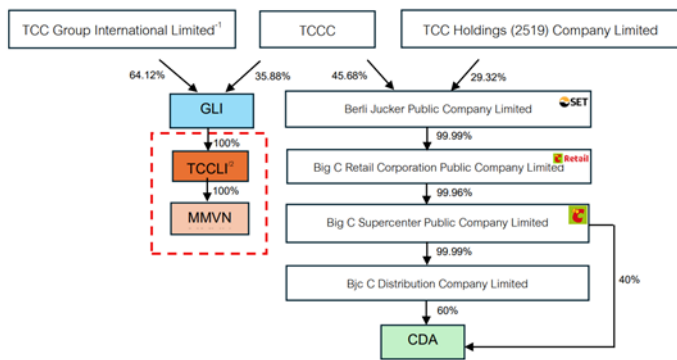 TCC Group International Limited⁻¹
TCCC
TCC Holdings (2519) Company Limited
64.12%
35.88%
45.68%
29.32%
GLI
Berli Jucker Public Company Limited
SET
100%
99.99%
TCCLI⁻²
Big C Retail Corporation Public Company Limited
Retail
100%
99.96%
MMVN
Big C Supercenter Public Company Limited
99.99%
40%
Bjc C Distribution Company Limited
60%
CDA